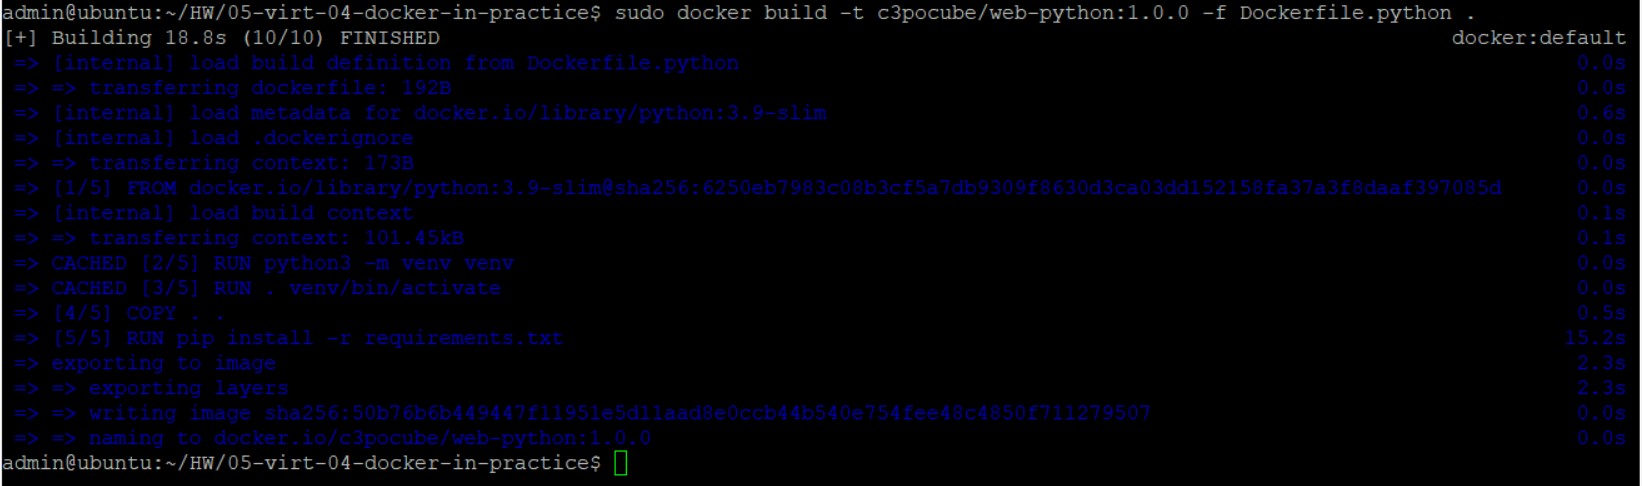 admin@ubuntu:~/HW/05-virt-04-docker-in-practice$ sudo docker build -t c3pocube/web-python:1.0.0 -f Dockerfile.python .
[+] Building 18.8s (10/10) FINISHED docker:default
=> [internal] load build definition from Dockerfile.python 0.0s
=> => transferring dockerfile: 192B 0.0s
=> [internal] load metadata for docker.io/library/python:3.9-slim 0.6s
=> [internal] load .dockerignore 0.0s
=> => transferring context: 173B 0.0s
=> [1/5] FROM docker.io/library/python:3.9-slim@sha256:6250eb7983c08b3cf5a7db9309f8630d3ca03dd152158fa37a3f8daaf397085d 0.0s
=> [internal] load build context 0.1s
=> => transferring context: 101.45kB 0.1s
=> CACHED [2/5] RUN python3 -m venv venv 0.0s
=> CACHED [3/5] RUN . venv/bin/activate 0.0s
=> [4/5] COPY . . 0.5s
=> [5/5] RUN pip install -r requirements.txt 15.2s
=> exporting to image 2.3s
=> => exporting layers 2.3s
=> => writing image sha256:50b76b6b449447f11951e5d11aad8e0ccb44b540e754fee48c4850f711279507 0.0s
=> => naming to docker.io/c3pocube/web-python:1.0.0 0.0s
admin@ubuntu:~/HW/05-virt-04-docker-in-practice$